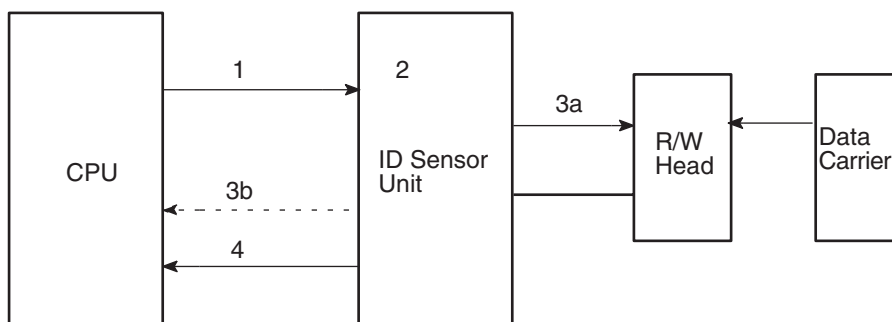 1
2
3a
CPU
ID Sensor
Unit
R/W
Head
Data
Carrier
3b
4